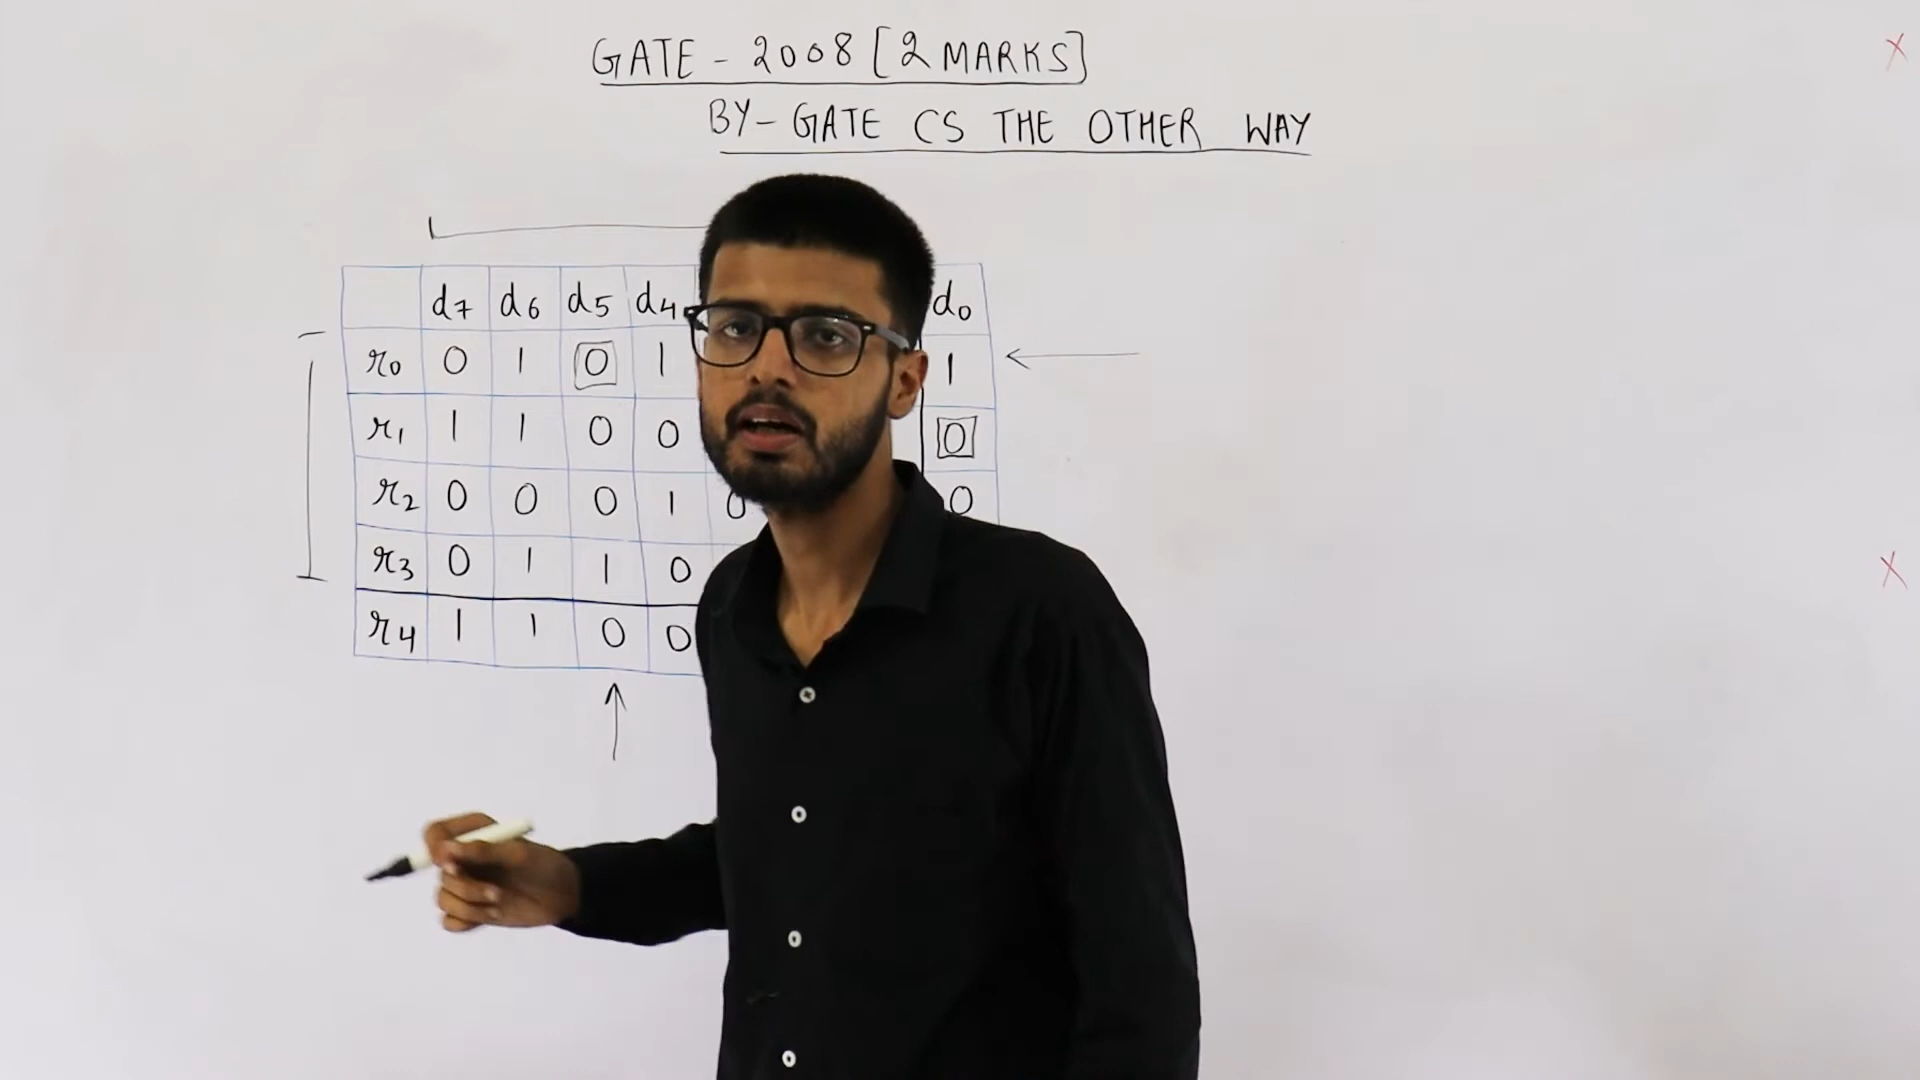 GATE - 2008 [2 MARKS]
BY - GATE CS THE OTHER WAY
d7 d6 d5 d4 d0
r0 0 1 0 1 1
r1 1 1 0 0 0
r2 0 0 0 1 0 0
r3 0 1 1 0
r4 1 1 0 0